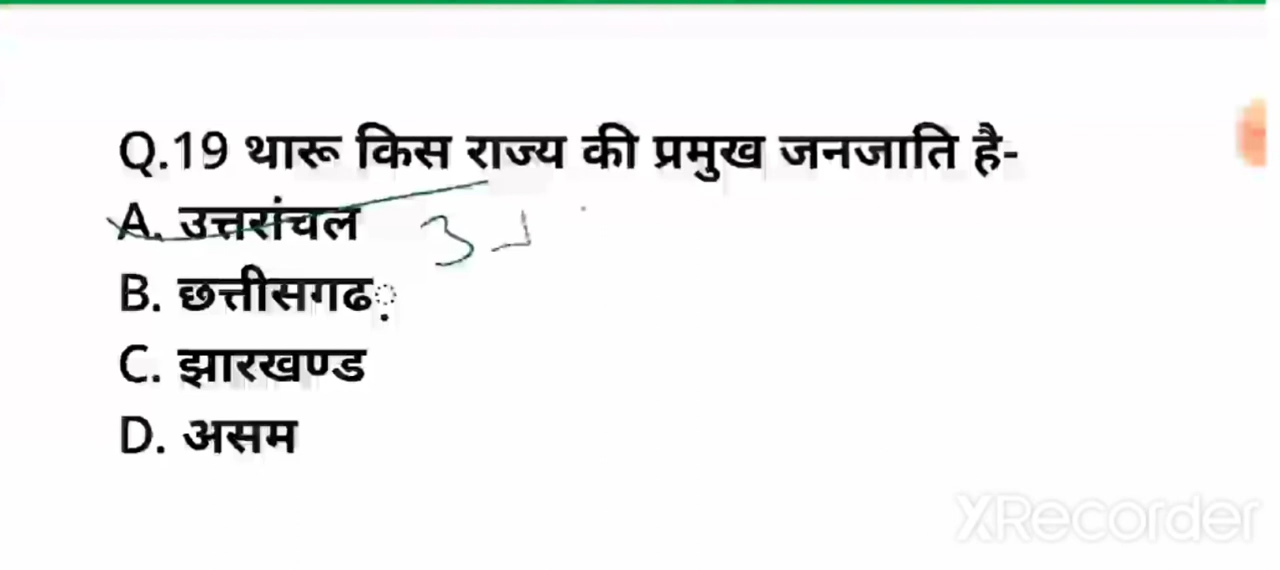 Q.19 थारू किस राज्य की प्रमुख जनजाति है-
A. उत्तरांचल
B. छत्तीसगढ़
C. झारखण्ड
D. असम
XRecorder